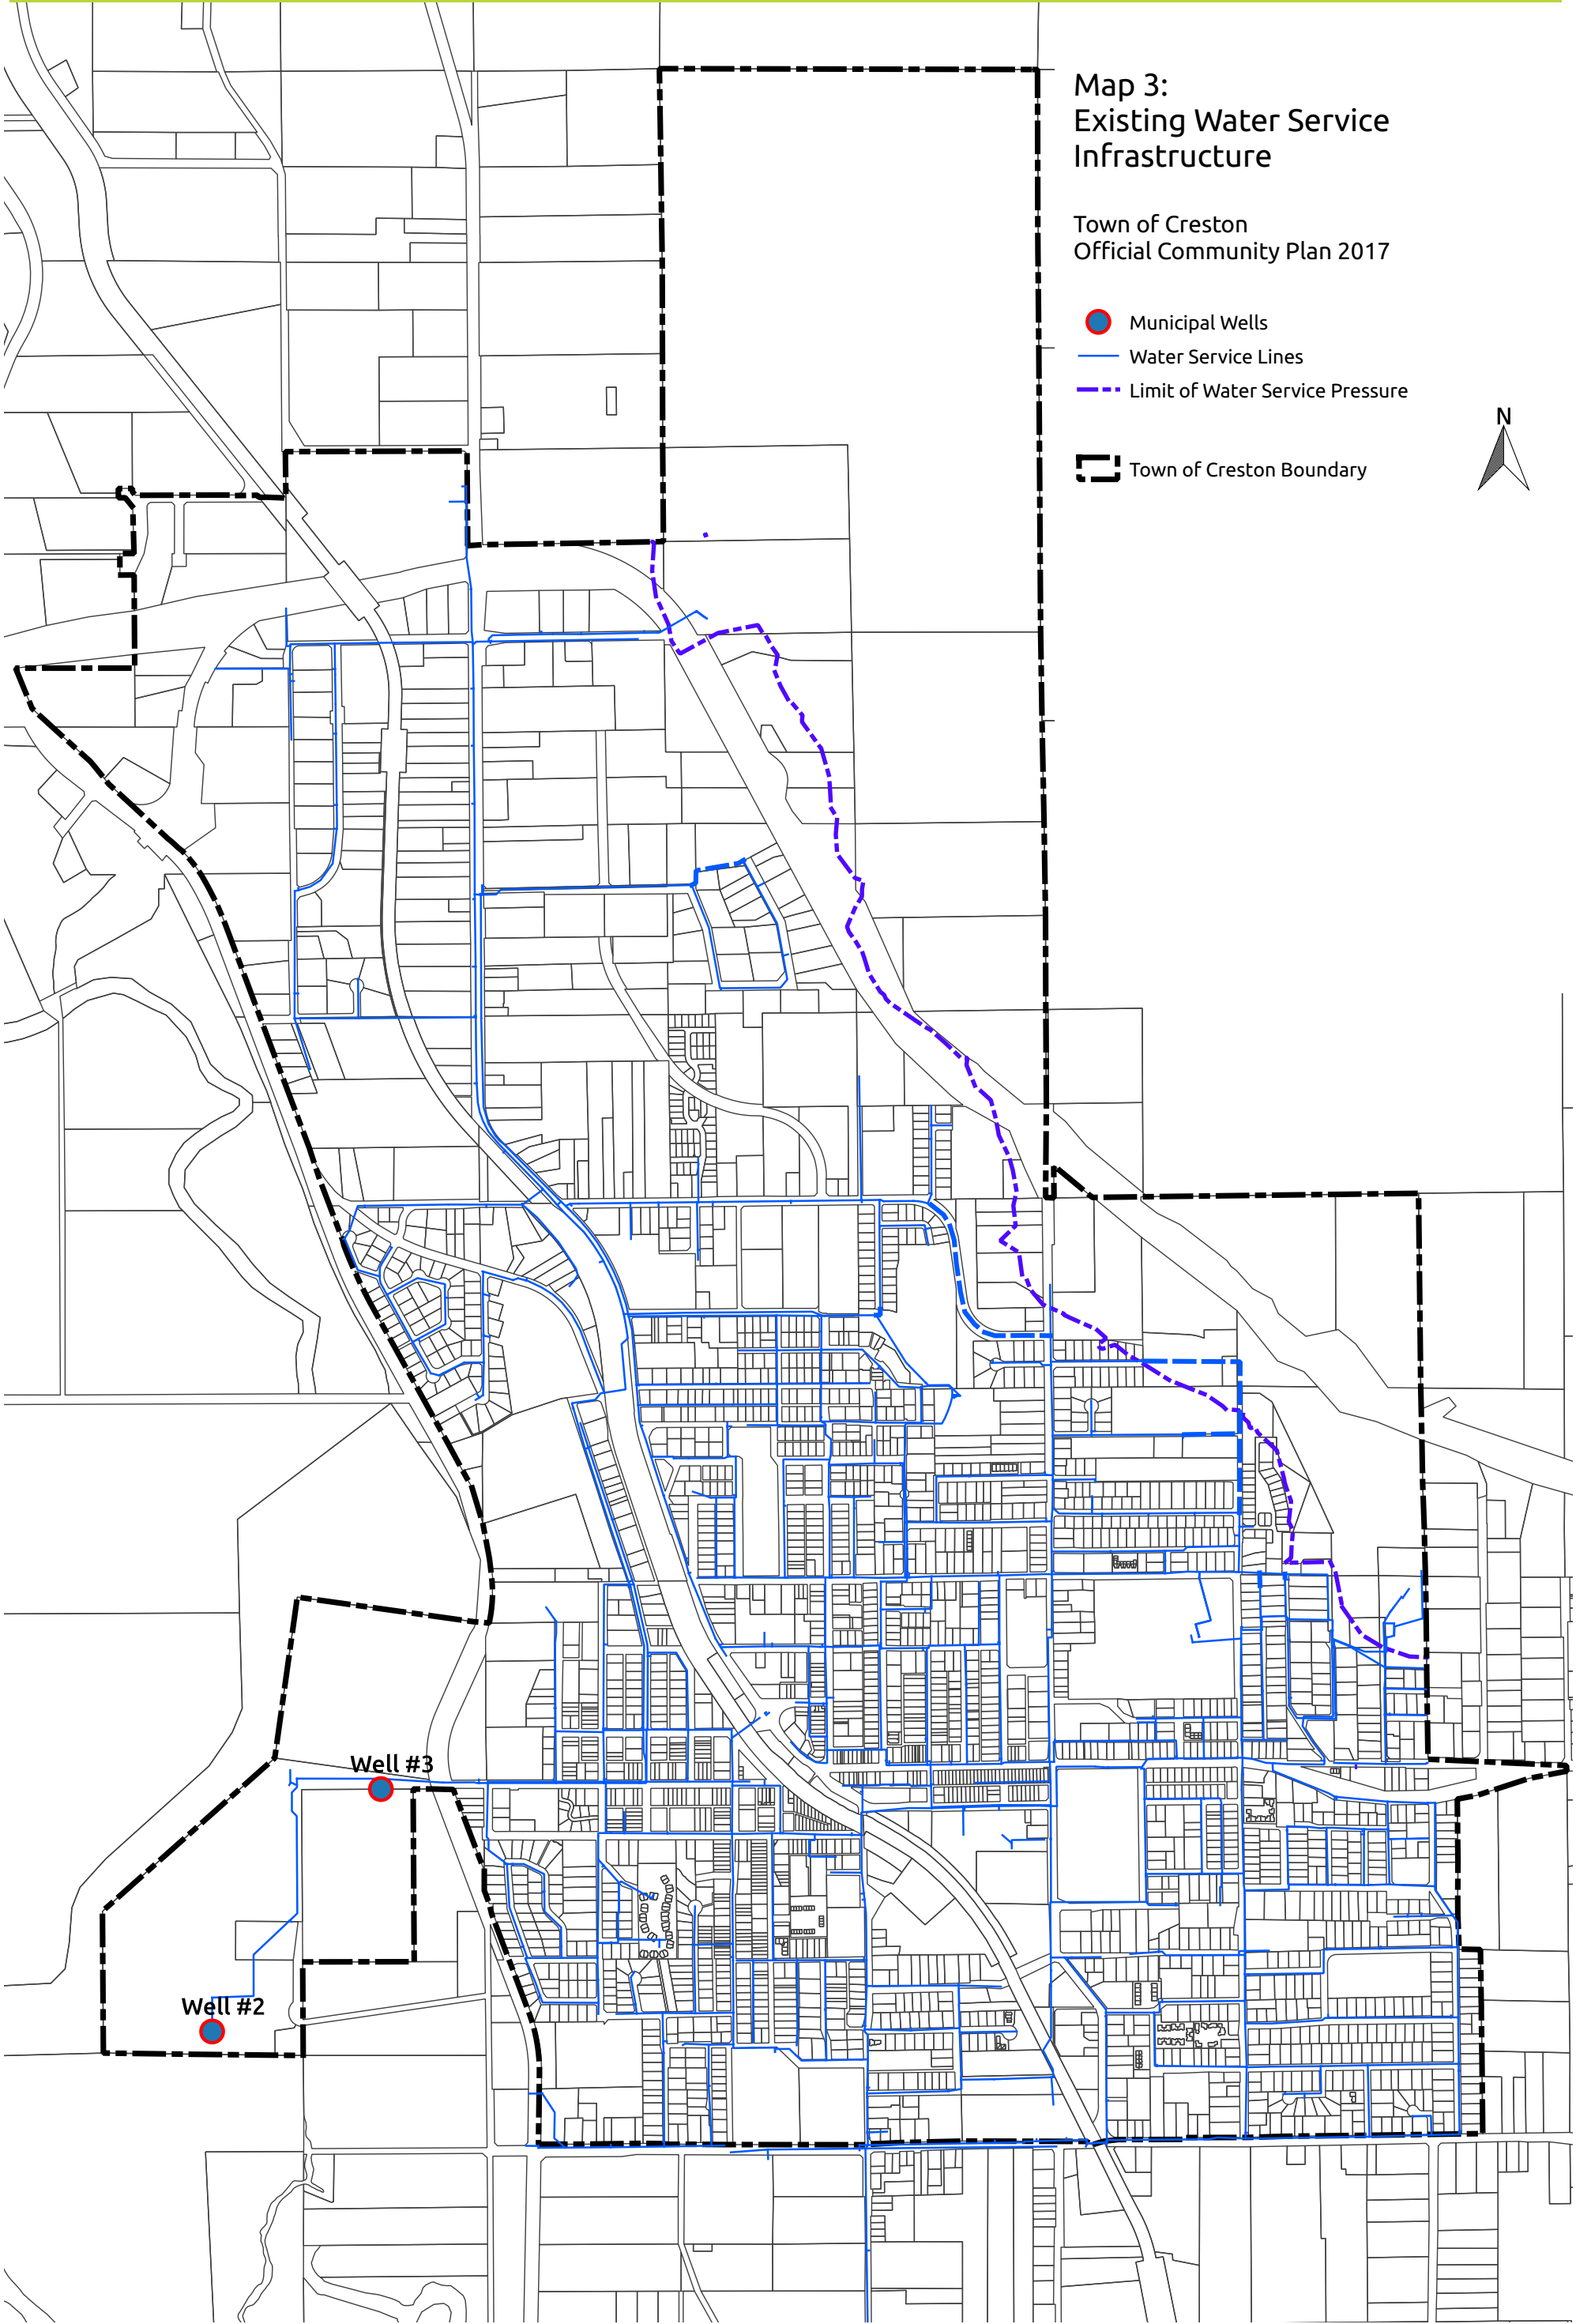 Map 3:
Existing Water Service
Infrastructure
Town of Creston
Official Community Plan 2017
Municipal Wells
Water Service Lines
Limit of Water Service Pressure
N
Town of Creston Boundary
Well #3
Well #2